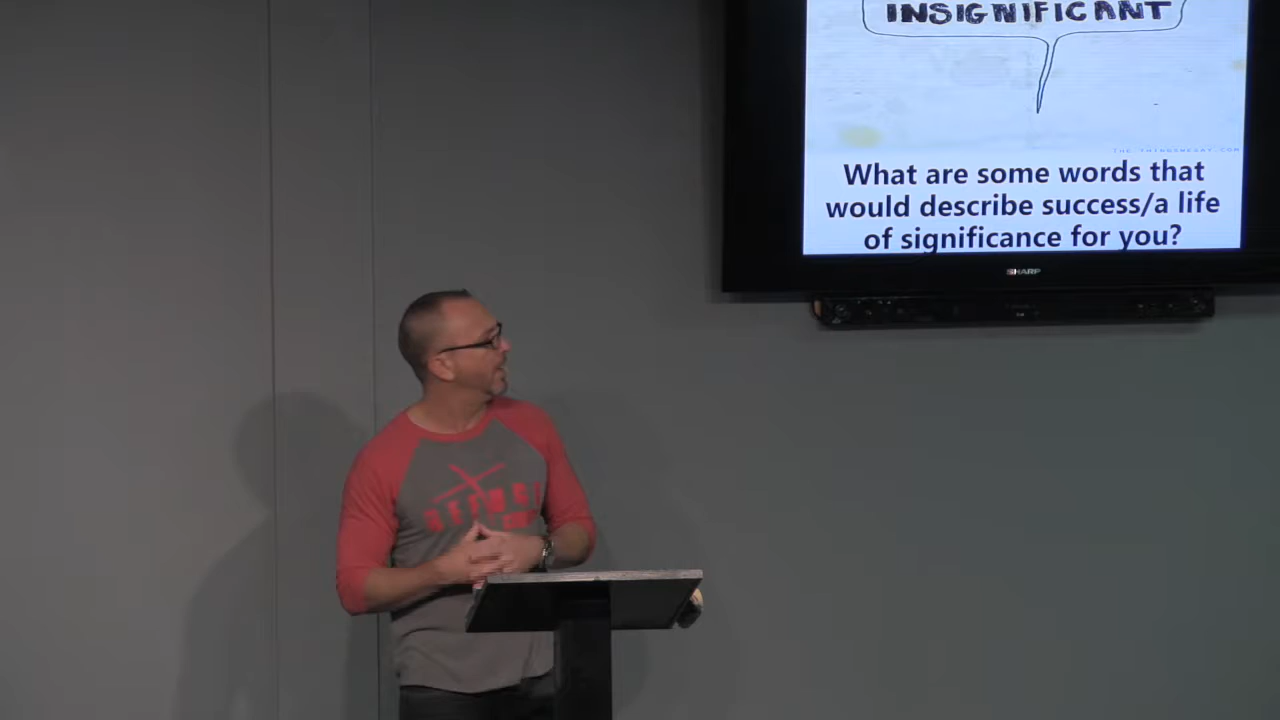 INSIGNIFICANT
What are some words that
would describe success/a life
of significance for you?
SHARP